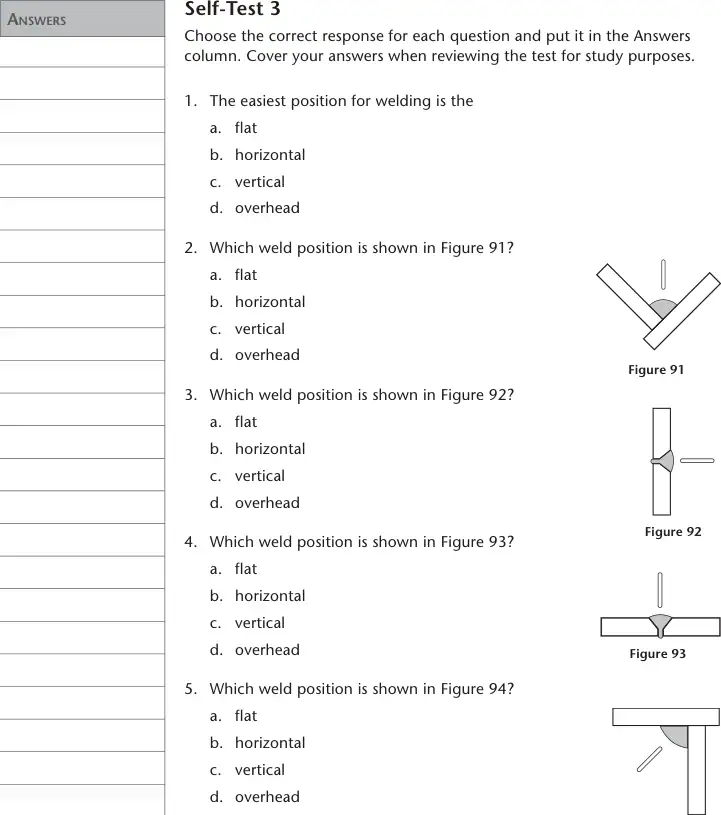 ANSWERS
Self-Test 3
Choose the correct response for each question and put it in the Answers
column. Cover your answers when reviewing the test for study purposes.
1. The easiest position for welding is the
a. flat
b. horizontal
c. vertical
d. overhead
2. Which weld position is shown in Figure 91?
a. flat
b. horizontal
c. vertical
d. overhead
Figure 91
3. Which weld position is shown in Figure 92?
a. flat
b. horizontal
c. vertical
d. overhead
Figure 92
4. Which weld position is shown in Figure 93?
a. flat
b. horizontal
c. vertical
d. overhead
Figure 93
5. Which weld position is shown in Figure 94?
a. flat
b. horizontal
c. vertical
d. overhead